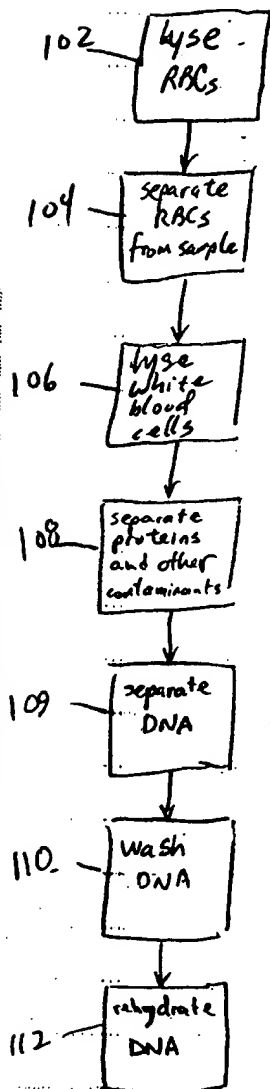 102
lyse
RBCs
104
separate
RBCs
from sample
106
lyse
white
blood
cells
108
separate
proteins
and other
contaminants
109
separate
DNA
110
wash
DNA
112
rehydrate
DNA